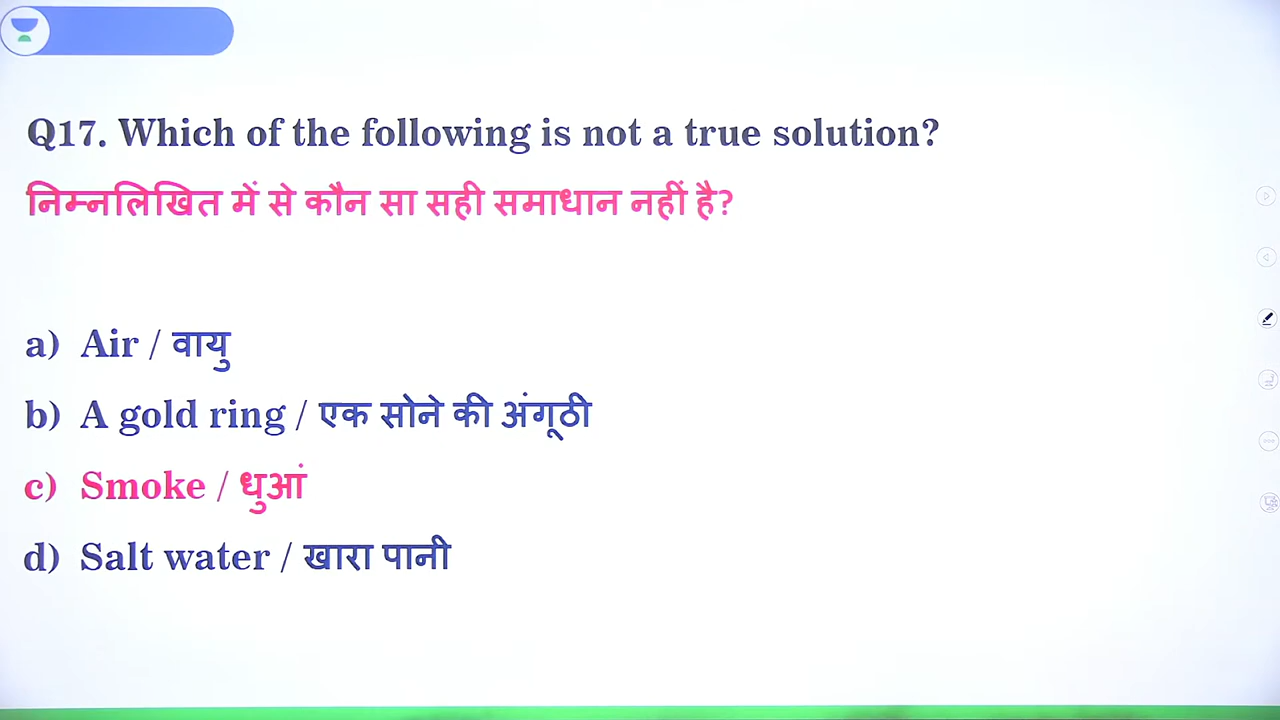 Q17. Which of the following is not a true solution?
निम्नलिखित में से कौन सा सही समाधान नहीं है?
a) Air / वायु
b) A gold ring / एक सोने की अंगूठी
c) Smoke / धुआं
d) Salt water / खारा पानी